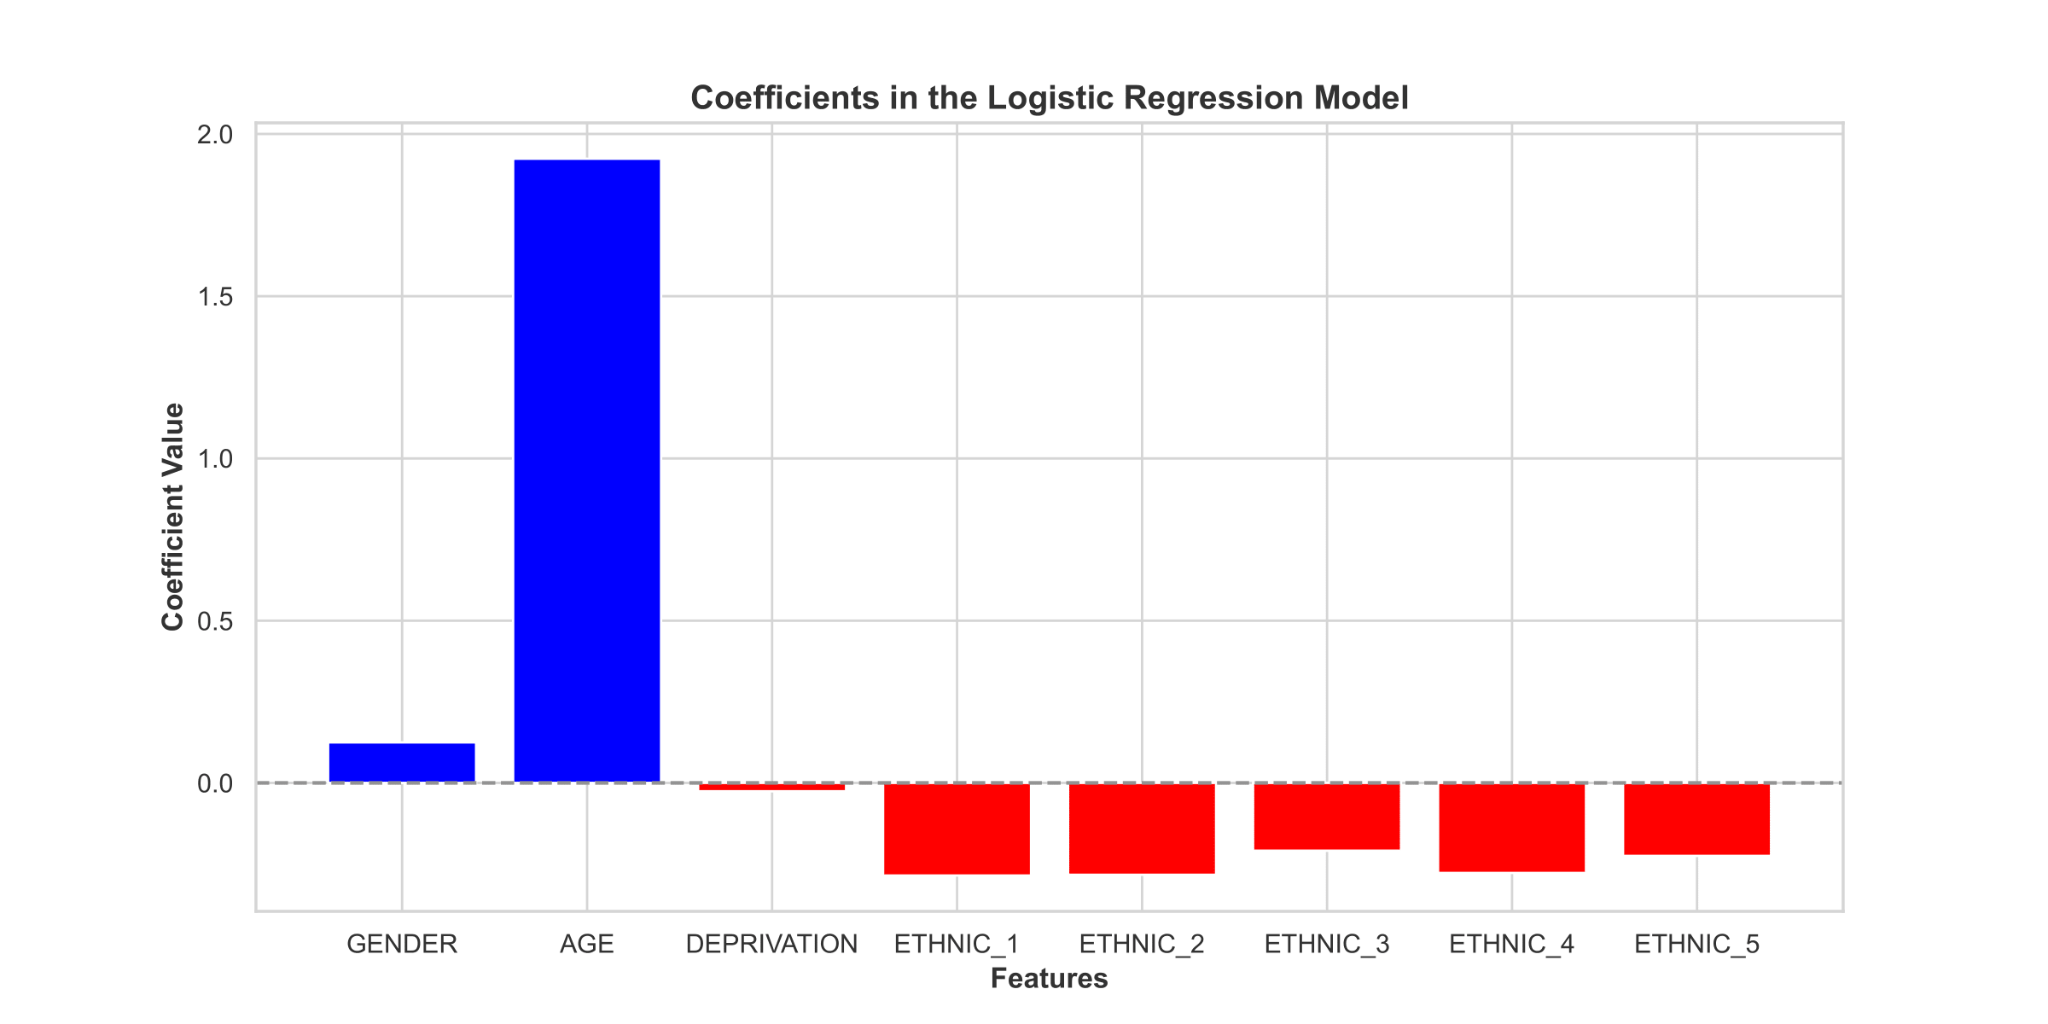 Coefficients in the Logistic Regression Model
2.0
1.5
1.0
0.5
0.0
Coefficient Value
GENDER AGE DEPRIVATION ETHNIC_1 ETHNIC_2 ETHNIC_3 ETHNIC_4 ETHNIC_5
Features